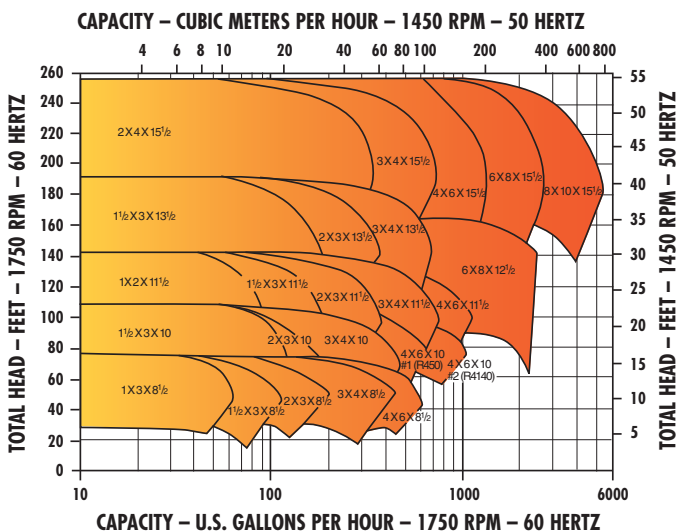 CAPACITY – CUBIC METERS PER HOUR – 1450 RPM – 50 HERTZ
4 6 8 10 20 40 60 80 100 200 400 600 800
TOTAL HEAD – FEET – 1750 RPM – 60 HERTZ
260
240
220
200
180
160
140
120
100
80
60
40
20
0
2X4X15½
3X4X15½
4X6X15½
6X8X15½
8X10X15½
1½X3X13½
2X3X13½
3X4X13½
6X8X12½
1X2X11½
1½X3X11½
2X3X11½
3X4X11½
4X6X11½
1½X3X10
2X3X10
3X4X10
4X6X10
#1 (R450)
4X6X10
#2 (R4140)
1X3X8½
1½X3X8½
2X3X8½
3X4X8½
4X6X8½
55
50
45
40
35
30
25
20
15
10
5
TOTAL HEAD – FEET – 1450 RPM – 50 HERTZ
10 100 1000 6000
CAPACITY – U.S. GALLONS PER HOUR – 1750 RPM – 60 HERTZ